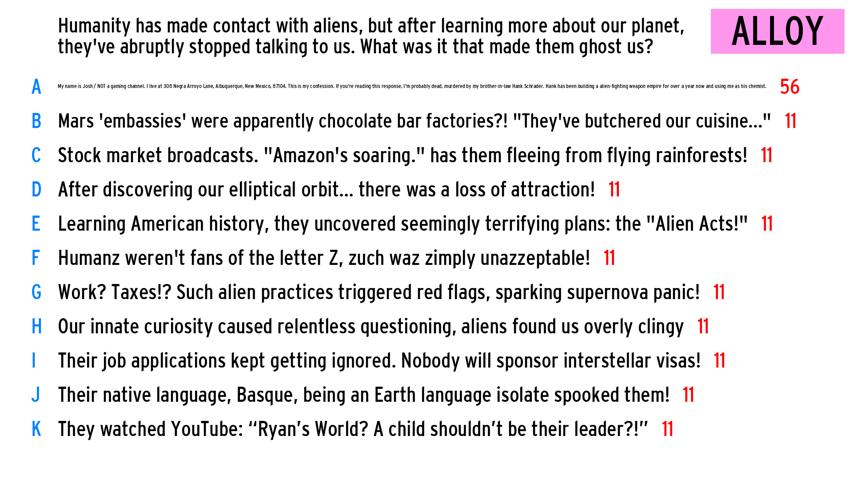 Humanity has made contact with aliens, but after learning more about our planet,
they've abruptly stopped talking to us. What was it that made them ghost us?
ALLOY
A My name is Josh/ NOT a gaming channel. I live at 308 Negra Arroyo Lane, Albuquerque, New Mexico, 87104. This is my confession. If you're reading this response, I'm probably dead, murdered by my brother-in-law Hank Schrader. Hank has been building a alien-fighting weapon empire for over a year now and using me as his chemist. 56
B Mars 'embassies' were apparently chocolate bar factories?! "They've butchered our cuisine..." 11
C Stock market broadcasts. "Amazon's soaring." has them fleeing from flying rainforests! 11
D After discovering our elliptical orbit... there was a loss of attraction! 11
E Learning American history, they uncovered seemingly terrifying plans: the "Alien Acts!" 11
F Humanz weren't fans of the letter Z, zuch waz zimply unazzeptable! 11
G Work? Taxes!? Such alien practices triggered red flags, sparking supernova panic! 11
H Our innate curiosity caused relentless questioning, aliens found us overly clingy 11
I Their job applications kept getting ignored. Nobody will sponsor interstellar visas! 11
J Their native language, Basque, being an Earth language isolate spooked them! 11
K They watched YouTube: “Ryan’s World? A child shouldn’t be their leader?!” 11